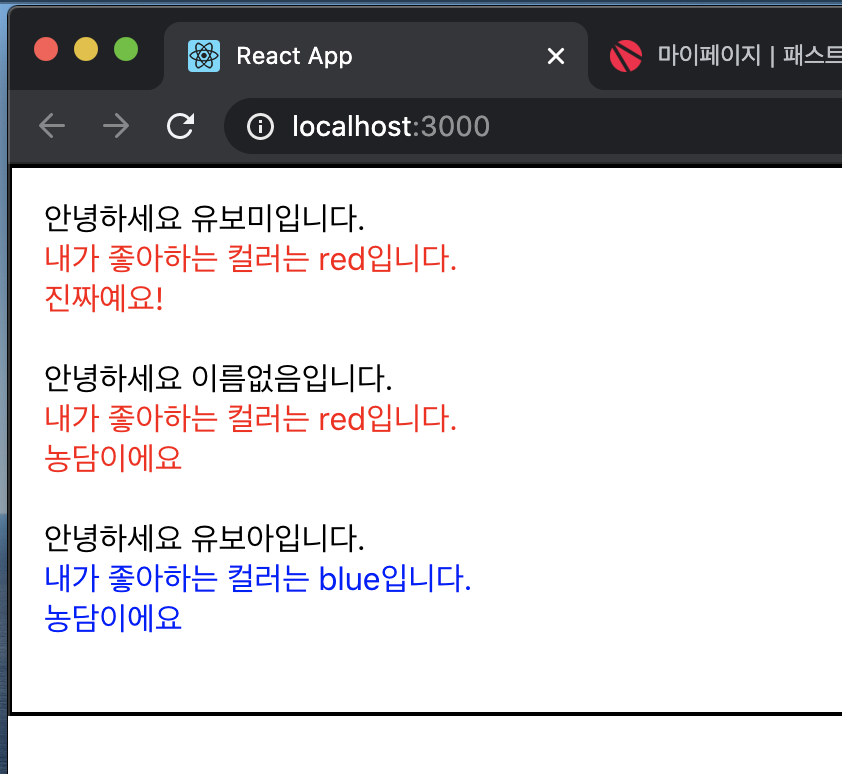 React App
마이페이지 | 패스트
localhost:3000
안녕하세요 유보미입니다.
내가 좋아하는 컬러는 red입니다.
진짜예요!
안녕하세요 이름없음입니다.
내가 좋아하는 컬러는 red입니다.
농담이에요
안녕하세요 유보아입니다.
내가 좋아하는 컬러는 blue입니다.
농담이에요